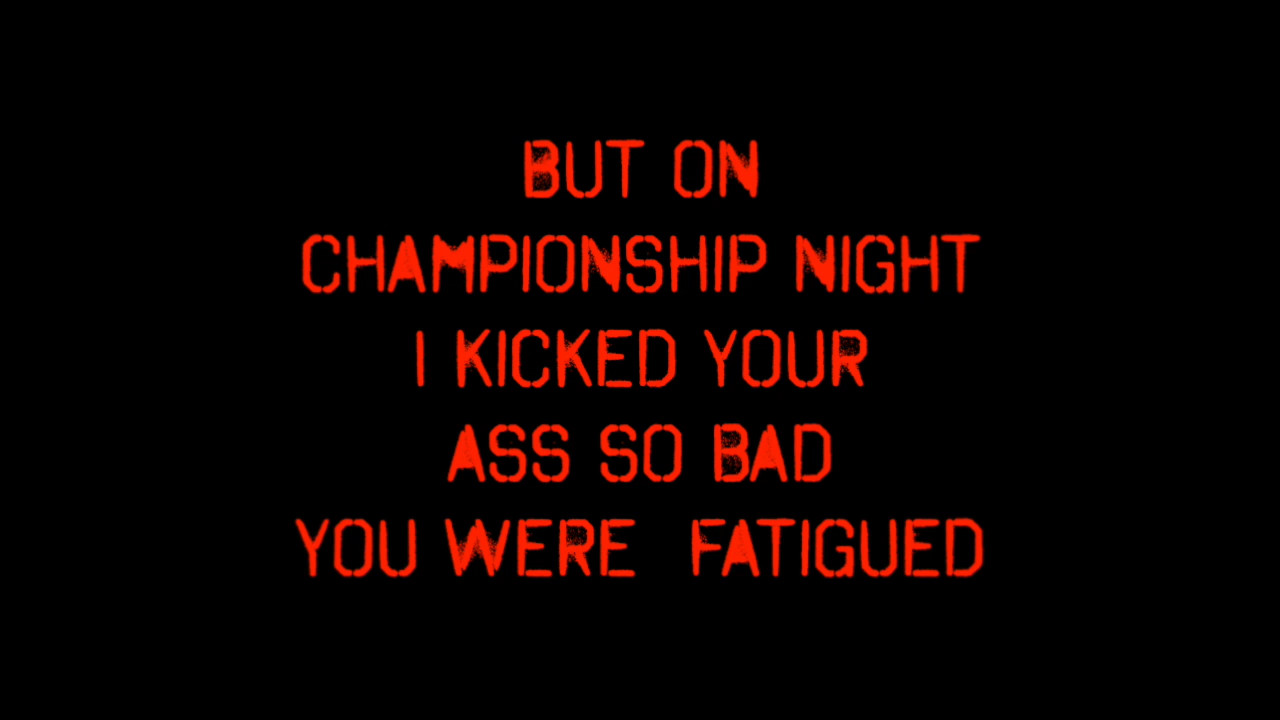 BUT ON
CHAMPIONSHIP NIGHT
I KICKED YOUR
ASS SO BAD
YOU WERE  FATIGUED